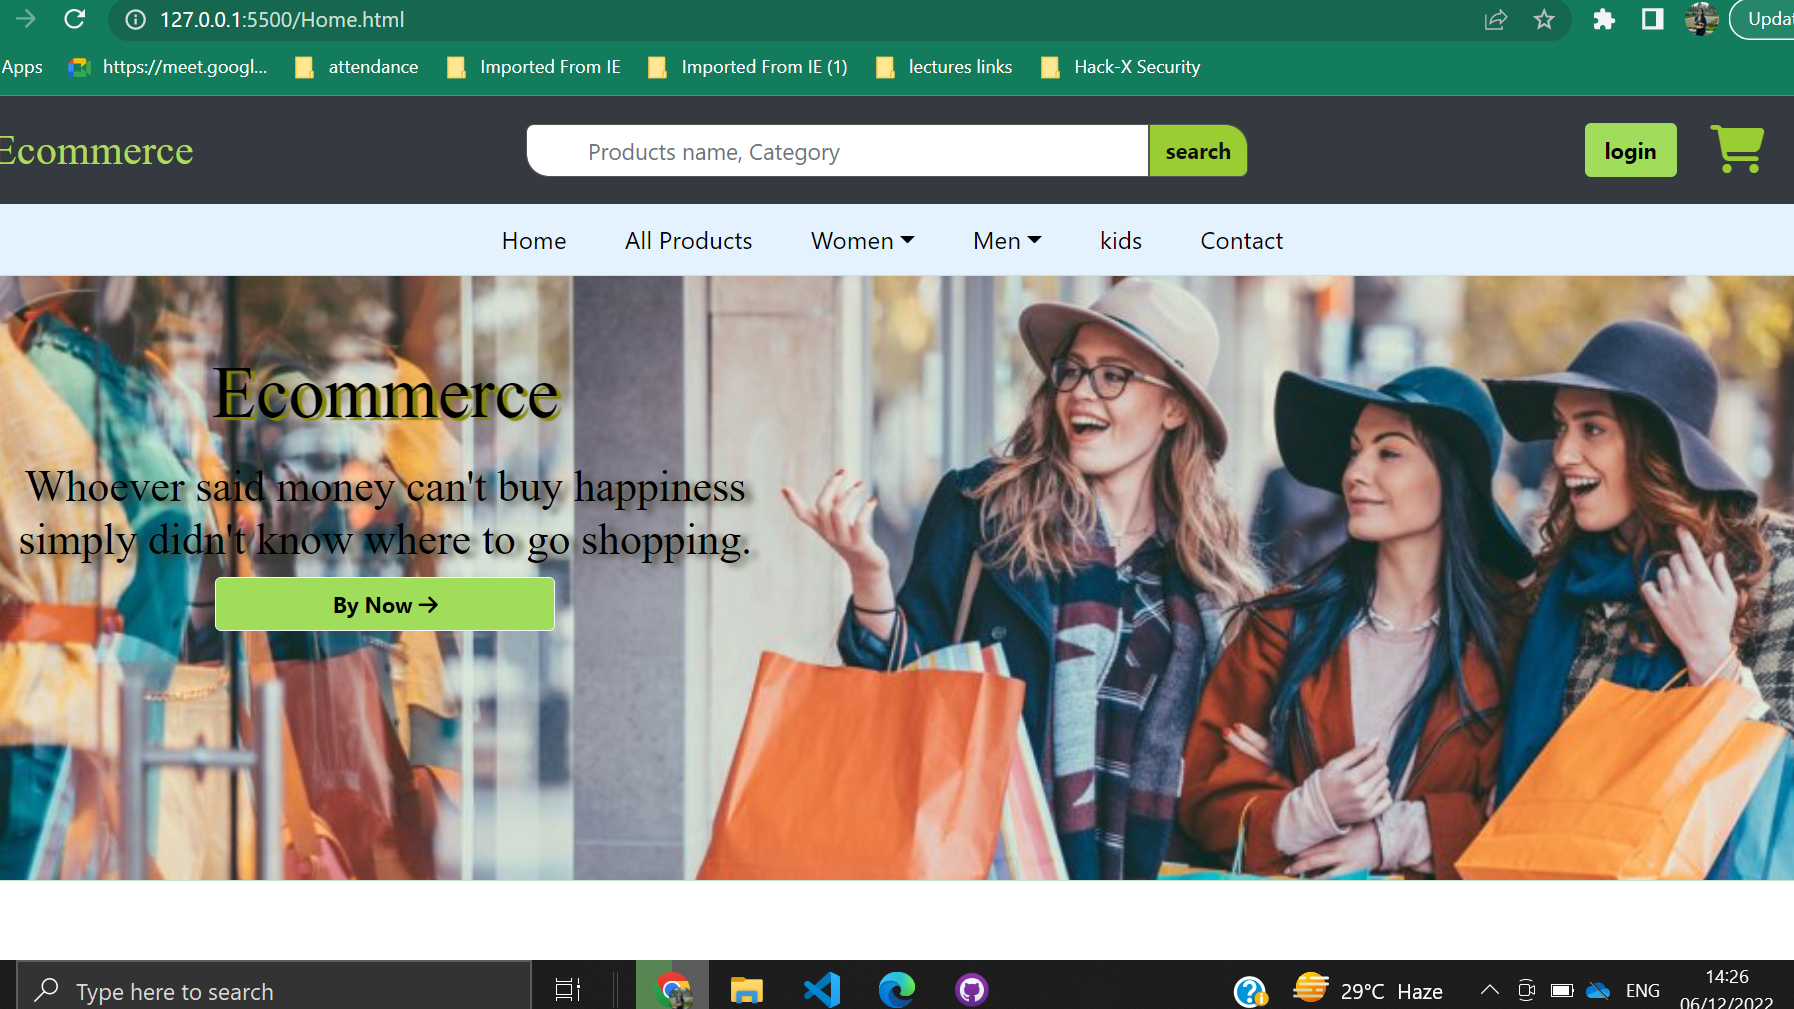 127.0.0.1:5500/Home.html
Updat
Apps https://meet.googl... attendance Imported From IE Imported From IE (1) lectures links Hack-X Security
Ecommerce
Products name, Category
search
login
Home All Products Women Men kids Contact
Ecommerce
Whoever said money can't buy happiness
simply didn't know where to go shopping.
By Now →
Type here to search
29°C Haze
ENG
14:26
06/12/2022